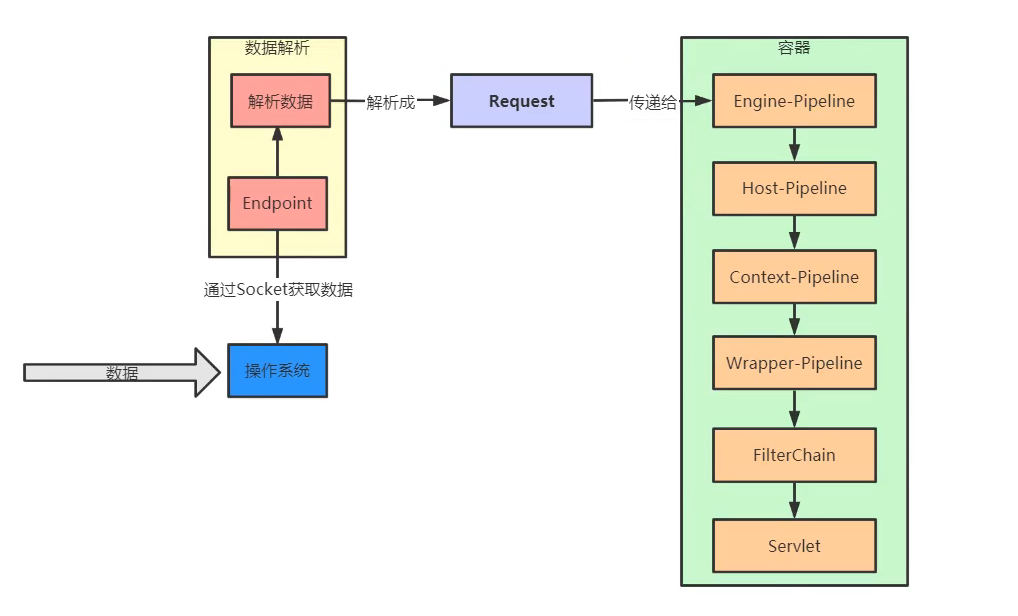 数据解析
解析数据
Endpoint
通过Socket获取数据
数据
操作系统
解析成
Request
传递给
容器
Engine-Pipeline
Host-Pipeline
Context-Pipeline
Wrapper-Pipeline
FilterChain
Servlet